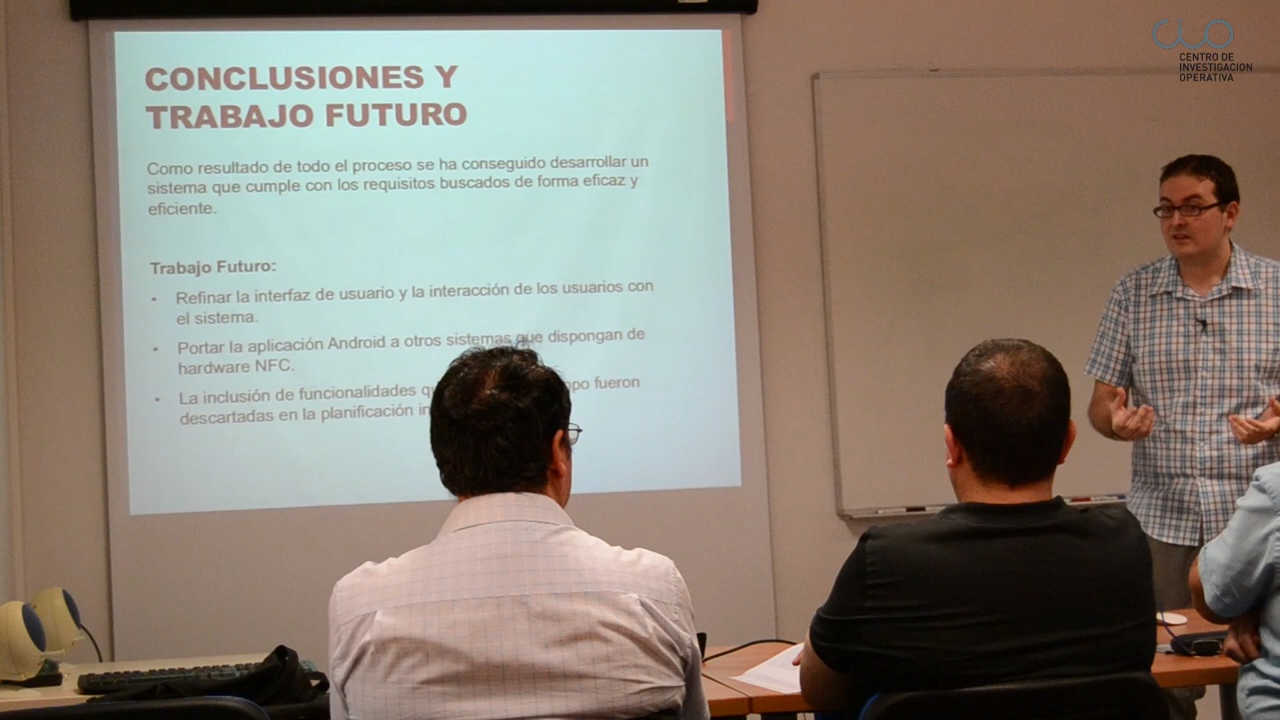 CONCLUSIONES Y
TRABAJO FUTURO
Como resultado de todo el proceso se ha conseguido desarrollar un
sistema que cumple con los requisitos buscados de forma eficaz y
eficiente.
Trabajo Futuro:
• Refinar la interfaz de usuario y la interacción de los usuarios con
el sistema.
• Portar la aplicación Android a otros sistemas que dispongan de
hardware NFC.
• La inclusión de funcionalidades fueron
descartadas en la planificación
CIO
CENTRO DE
INVESTIGACION
OPERATIVA